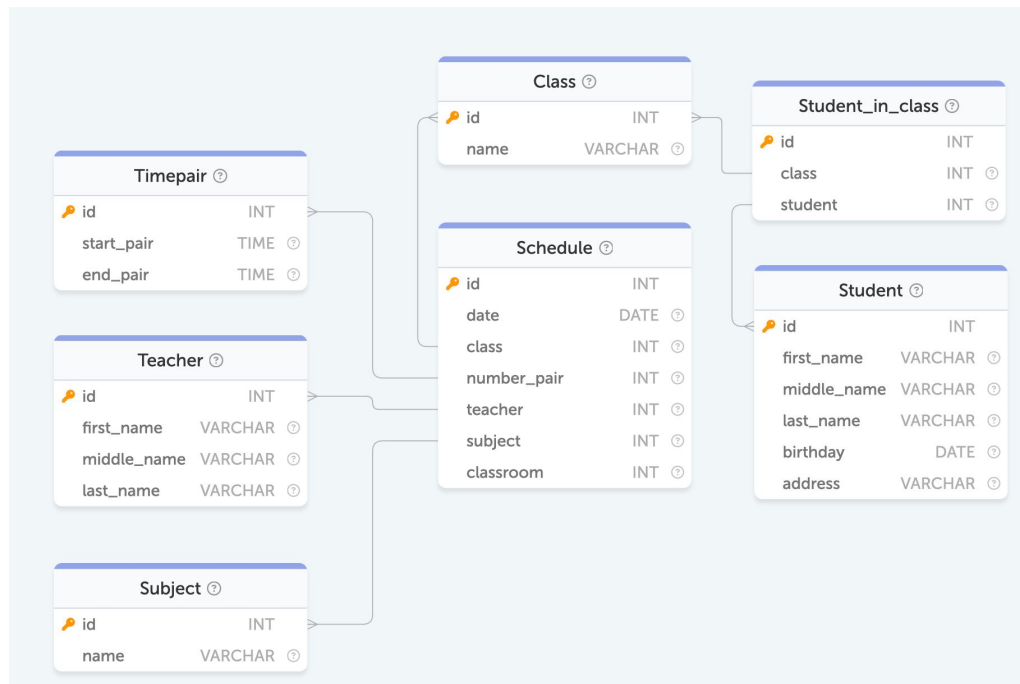 Timepair
id INT
start_pair TIME
end_pair TIME
Teacher
id INT
first_name VARCHAR
middle_name VARCHAR
last_name VARCHAR
Subject
id INT
name VARCHAR
Class
id INT
name VARCHAR
Schedule
id INT
date DATE
class INT
number_pair INT
teacher INT
subject INT
classroom INT
Student_in_class
id INT
class INT
student INT
Student
id INT
first_name VARCHAR
middle_name VARCHAR
last_name VARCHAR
birthday DATE
address VARCHAR